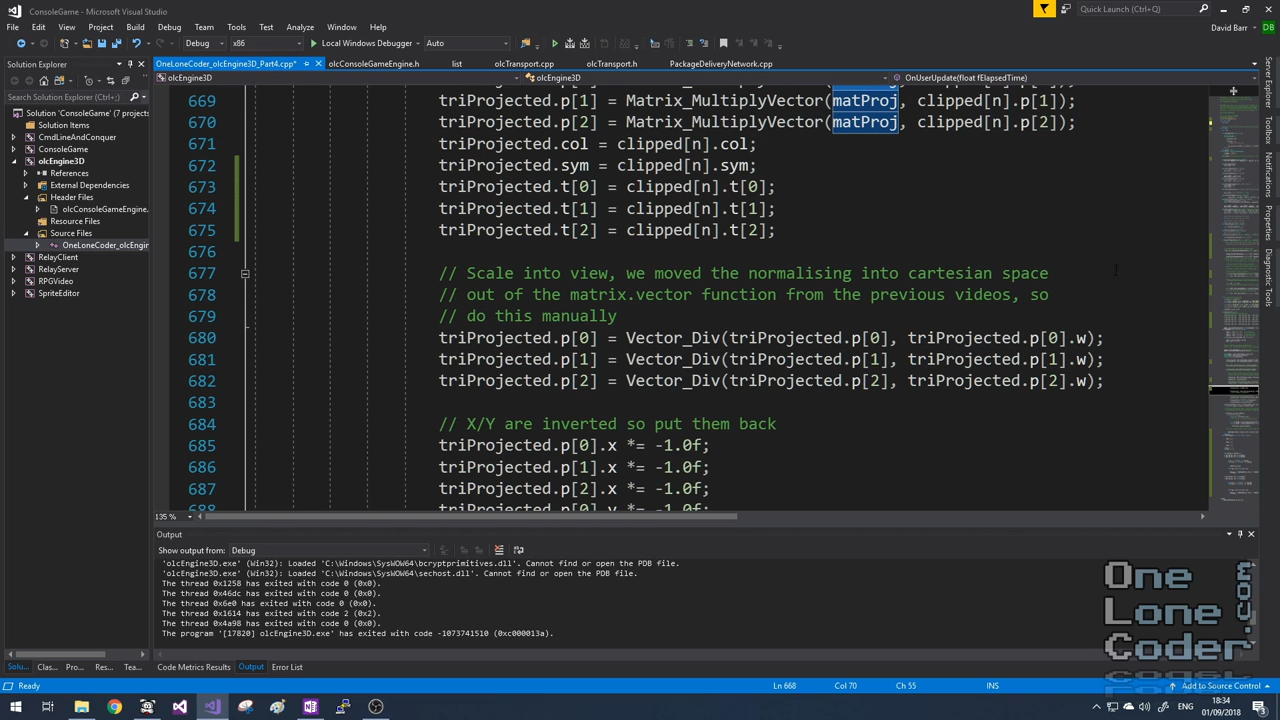 ConsoleGame - Microsoft Visual Studio
Quick Launch (Ctrl+Q)
File Edit View Project Build Debug Team Tools Test Analyze Window Help
David Barr DB
Debug x86 Local Windows Debugger Auto
Solution Explorer
OneLoneCoder_olcEngine3D_Part4.cpp* olcConsoleGameEngine.h list olcTransport.cpp olcTransport.h PackageDeliveryNetwork.cpp
olcEngine3D olcEngine3D OnUserUpdate(float fElapsedTime)
Search Solution Explorer (Ctrl+;)
Solution 'ConsoleGame' (7 projects)
Solution Items
CmdLineAndConquer
ConsoleGame
olcEngine3D
References
External Dependencies
Header Files
olcConsoleGameEngine.
Resource Files
Source Files
OneLoneCoder_olcEngir
RelayClient
RelayServer
RPGVideo
SpriteEditor
669 triProjected.p[1] = Matrix_MultiplyVector(matProj, clipped[n].p[1]);
670 triProjected.p[2] = Matrix_MultiplyVector(matProj, clipped[n].p[2]);
671 triProjected.col = clipped[n].col;
672 triProjected.sym = clipped[n].sym;
673 triProjected.t[0] = clipped[n].t[0];
674 triProjected.t[1] = clipped[n].t[1];
675 triProjected.t[2] = clipped[n].t[2];
676
677 // Scale into view, we moved the normalising into cartesian space
678 // out of the matrix.vector function from the previous videos, so
679 // do this manually
680 triProjected.p[0] = Vector_Div(triProjected.p[0], triProjected.p[0].w);
681 triProjected.p[1] = Vector_Div(triProjected.p[1], triProjected.p[1].w);
682 triProjected.p[2] = Vector_Div(triProjected.p[2], triProjected.p[2].w);
683
684 // X/Y are inverted so put them back
685 triProjected.p[0].x *= -1.0f;
686 triProjected.p[1].x *= -1.0f;
687 triProjected.p[2].x *= -1.0f;
688 triProjected.p[0].y *= -1.0f;
135 %
Server Explorer
Toolbox
Notifications
Properties
Diagnostic Tools
Output
Show output from: Debug
'olcEngine3D.exe' (Win32): Loaded 'C:\Windows\SysWOW64\bcryptprimitives.dll'. Cannot find or open the PDB file.
'olcEngine3D.exe' (Win32): Loaded 'C:\Windows\SysWOW64\sechost.dll'. Cannot find or open the PDB file.
The thread 0x1258 has exited with code 0 (0x0).
The thread 0x46dc has exited with code 0 (0x0).
The thread 0x6e0 has exited with code 0 (0x0).
The thread 0x1614 has exited with code 2 (0x2).
The thread 0x4a98 has exited with code 0 (0x0).
The program '[17820] olcEngine3D.exe' has exited with code -1073741510 (0xc000013a).
One
Lone
Coder
.com
Solu... Clas... Pro... Res... Tea... Code Metrics Results Output Error List
Ready Ln 668 Col 70 Ch 55 INS Add to Source Control
ENG 18:34
01/09/2018 3